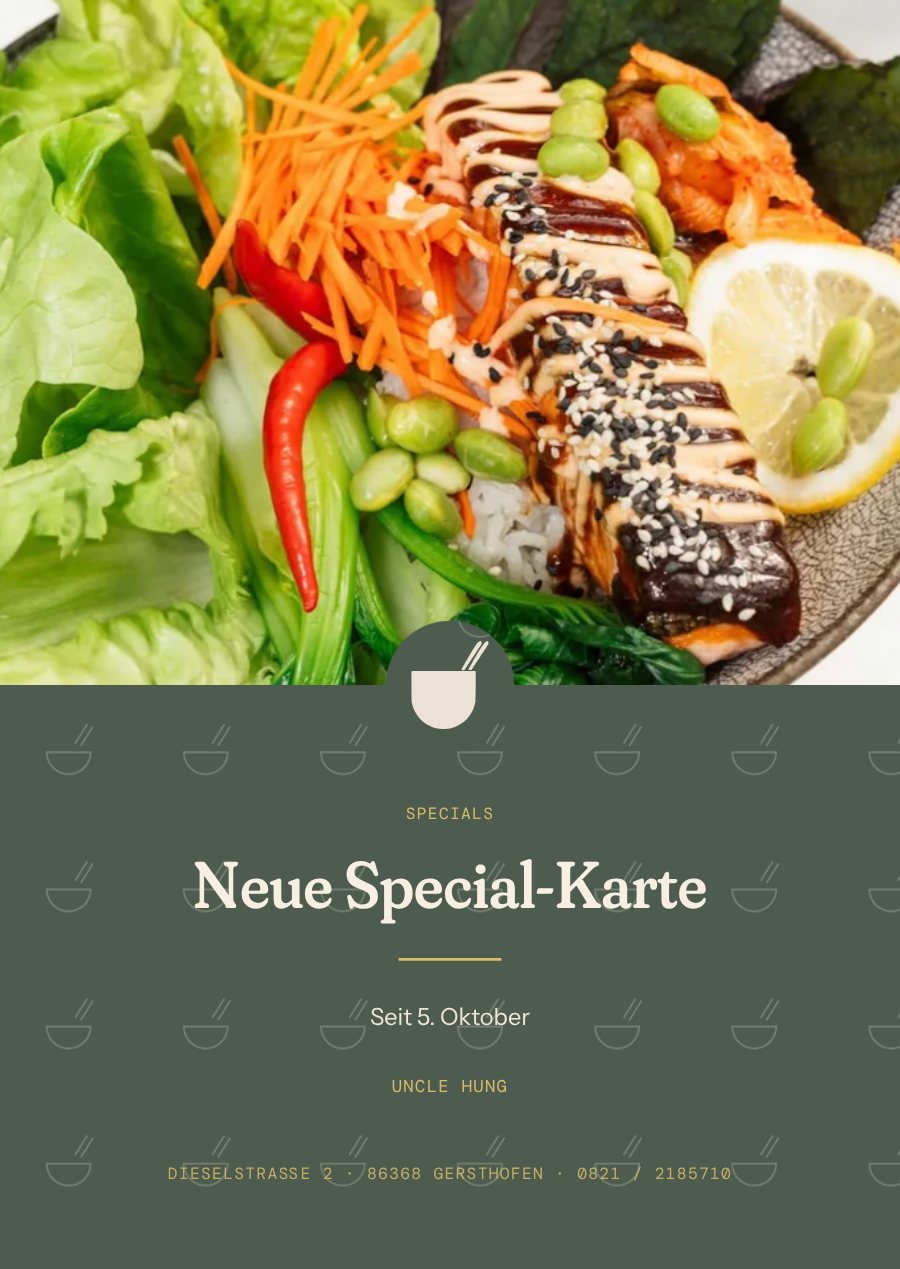 SPECIALS
Neue Special-Karte
Seit 5. Oktober
UNCLE HUNG
DIESELSTRASSE 2 · 86368 GERSTHOFEN · 0821 / 2185710